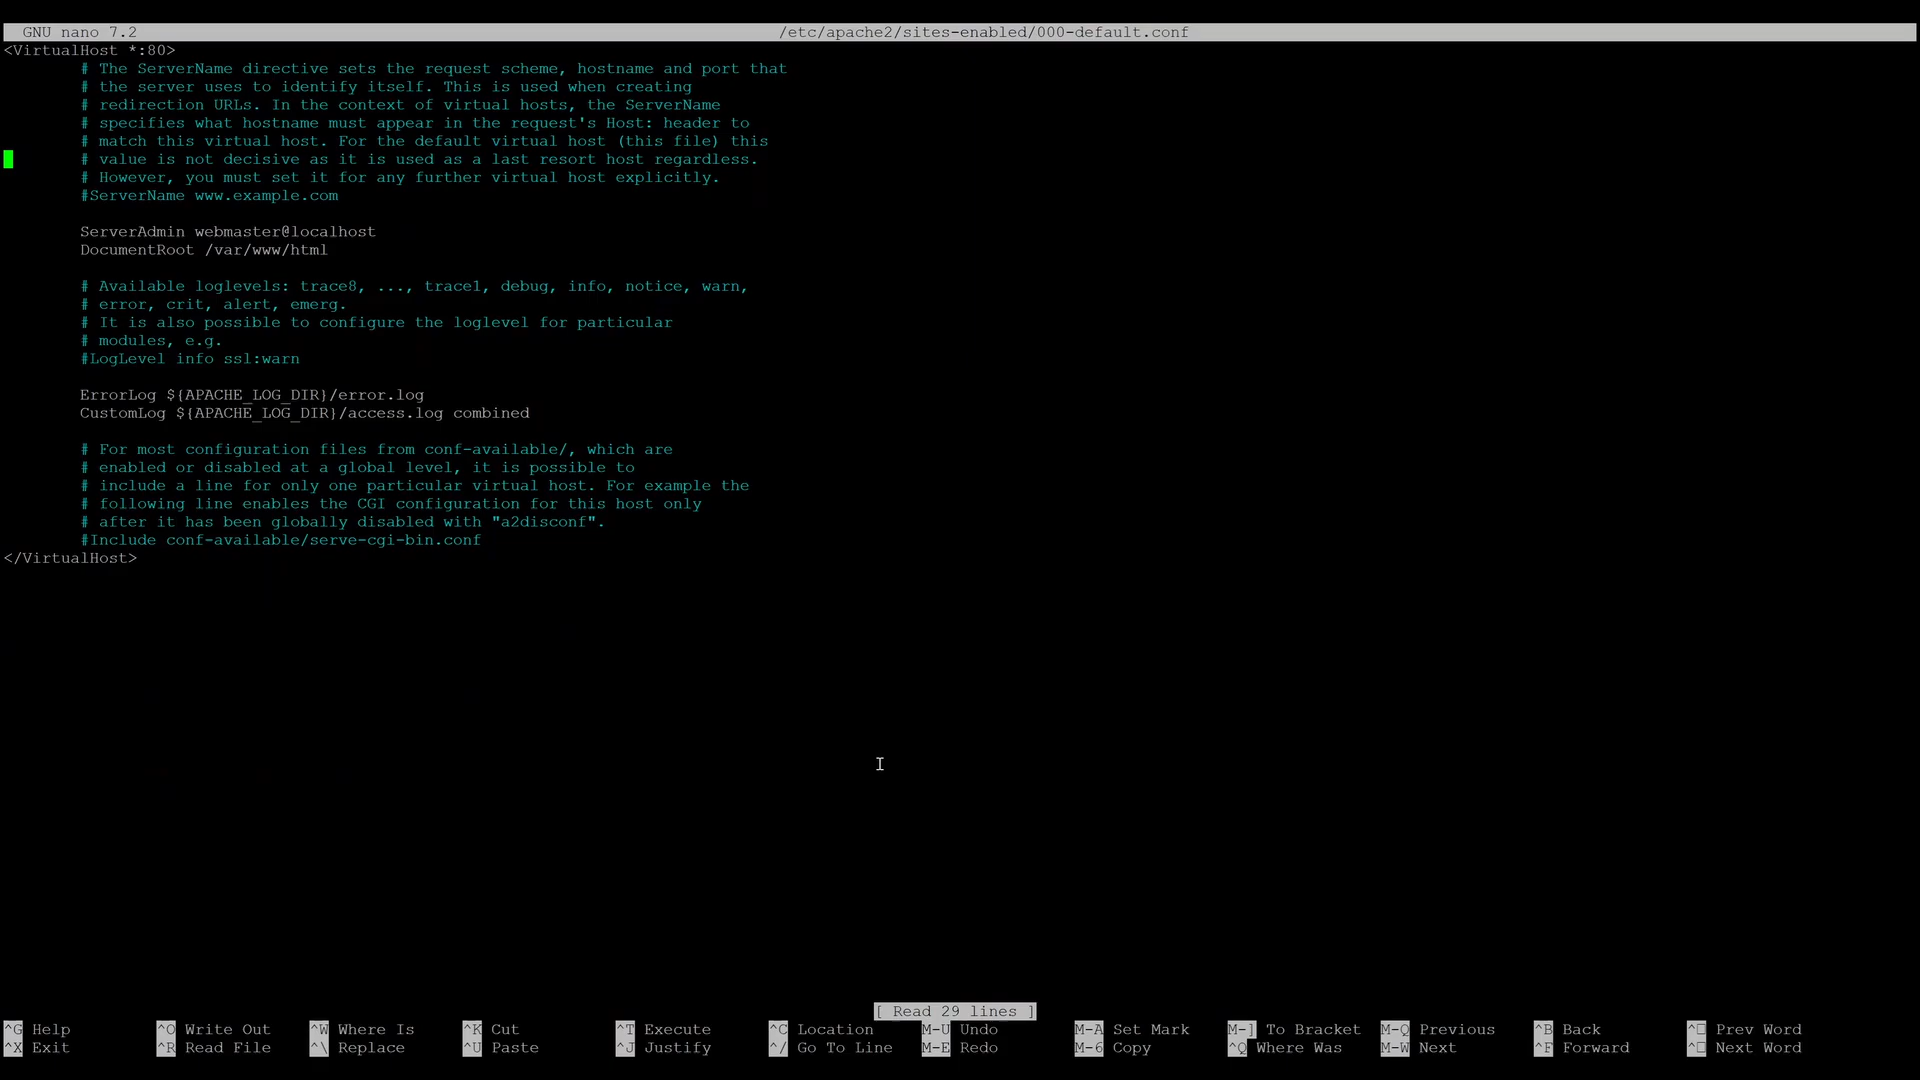 GNU nano 7.2 /etc/apache2/sites-enabled/000-default.conf
<VirtualHost *:80>
# The ServerName directive sets the request scheme, hostname and port that
# the server uses to identify itself. This is used when creating
# redirection URLs. In the context of virtual hosts, the ServerName
# specifies what hostname must appear in the request's Host: header to
# match this virtual host. For the default virtual host (this file) this
# value is not decisive as it is used as a last resort host regardless.
# However, you must set it for any further virtual host explicitly.
#ServerName www.example.com
ServerAdmin webmaster@localhost
DocumentRoot /var/www/html
# Available loglevels: trace8, ..., trace1, debug, info, notice, warn,
# error, crit, alert, emerg.
# It is also possible to configure the loglevel for particular
# modules, e.g.
#LogLevel info ssl:warn
ErrorLog ${APACHE_LOG_DIR}/error.log
CustomLog ${APACHE_LOG_DIR}/access.log combined
# For most configuration files from conf-available/, which are
# enabled or disabled at a global level, it is possible to
# include a line for only one particular virtual host. For example the
# following line enables the CGI configuration for this host only
# after it has been globally disabled with "a2disconf".
#Include conf-available/serve-cgi-bin.conf
</VirtualHost>
[ Read 29 lines ]
^G Help ^O Write Out ^W Where Is ^K Cut ^T Execute ^C Location M-U Undo M-A Set Mark M-] To Bracket M-Q Previous ^B Back ^□ Prev Word
^X Exit ^R Read File ^\ Replace ^U Paste ^J Justify ^/ Go To Line M-E Redo M-6 Copy ^Q Where Was M-W Next ^F Forward ^□ Next Word